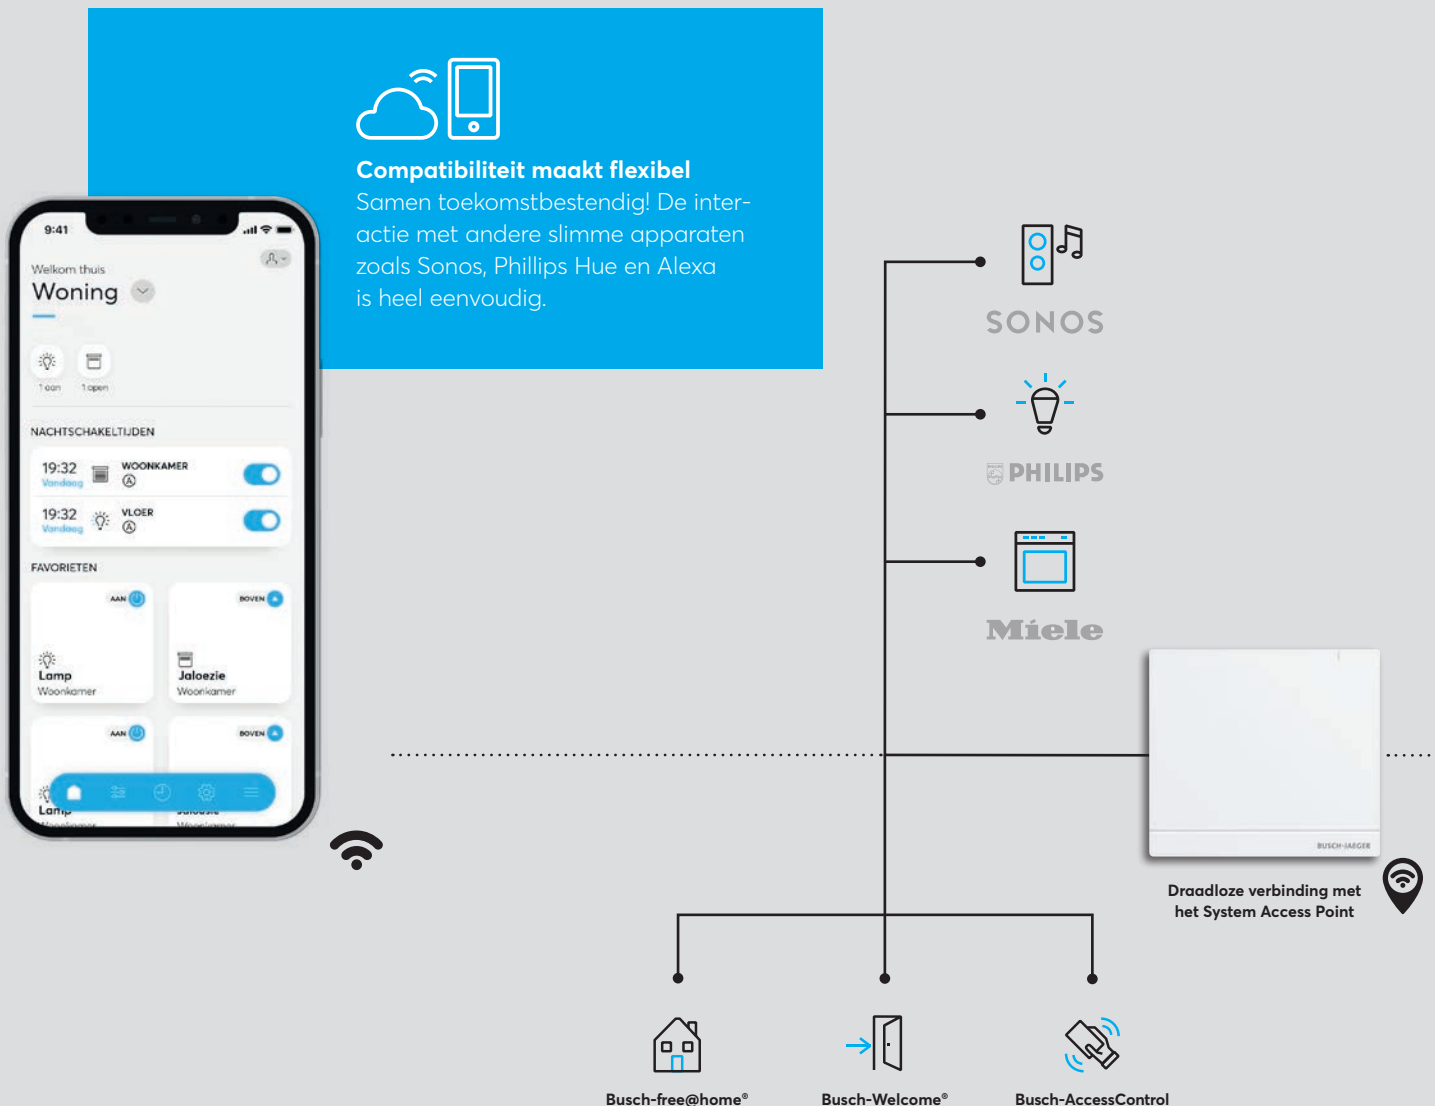 Compatibiliteit maakt flexibel
Samen toekomstbestendig! De inter-
actie met andere slimme apparaten
zoals Sonos, Phillips Hue en Alexa
is heel eenvoudig.
9:41
Welkom thuis
Woning
1 aan
1 open
NACHTSCHAKELTIJDEN
19:32
Vandaag
WOONKAMER
A
19:32
Vandaag
VLOER
A
FAVORIETEN
AAN
Lamp
Woonkamer
BOVEN
Jaloezie
Woonkamer
AAN
BOVEN
Lamp
Woonkamer
Woonkamer
SONOS
PHILIPS
Miele
BUSCH-JAEGER
Draadloze verbinding met
het System Access Point
Busch-free@home®
Busch-Welcome®
Busch-AccessControl